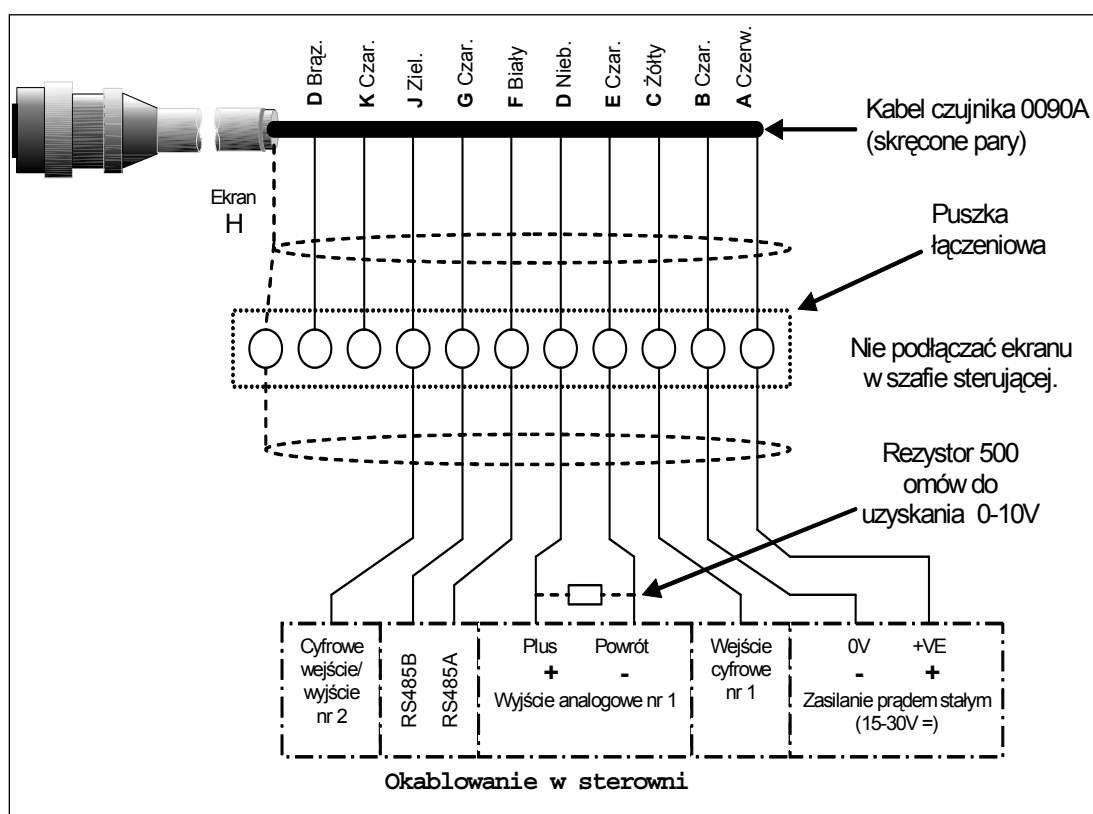 D Brąz.
K Czar.
J Ziel.
G Czar.
F Biały
D Nieb.
E Czar.
C Żółty
B Czar.
A Czerw.
Kabel czujnika 0090A
(skręcone pary)
Ekran
H
Puszka
łączeniowa
Nie podłączać ekranu
w szafie sterującej.
Rezystor 500
omów do
uzyskania 0-10V
Cyfrowe
wejście/
wyjście
nr 2
RS485B
RS485A
Plus Powrót
+ -
Wyjście analogowe nr 1
Wejście
cyfrowe
nr 1
0V +VE
- +
Zasilanie prądem stałym
(15-30V =)
Okablowanie w sterowni